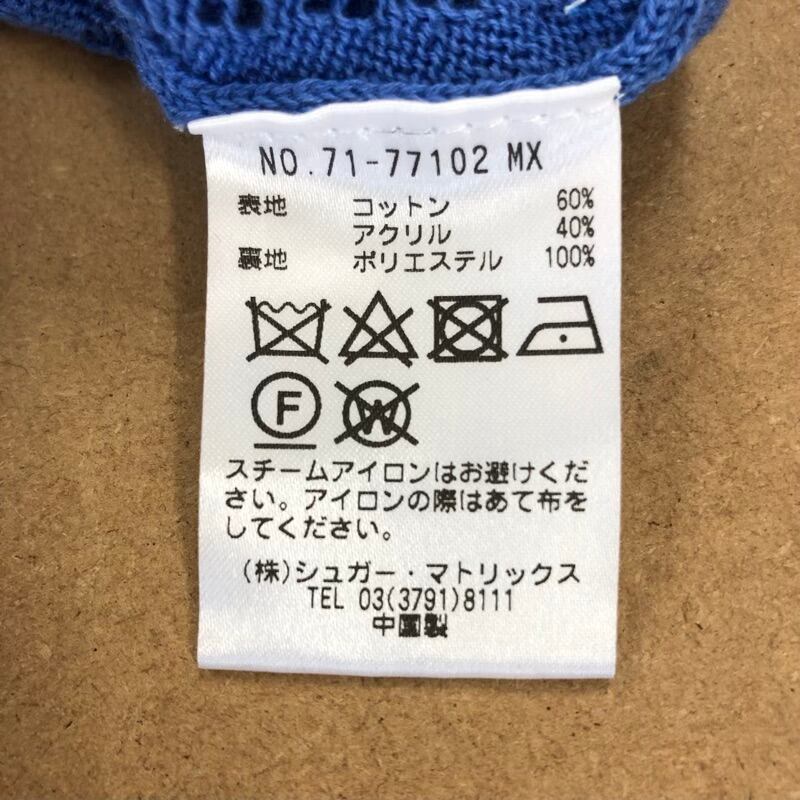 NO.71-77102 MX
表地 コットン 60%
アクリル 40%
裏地 ポリエステル 100%
F
W
スチームアイロンはお避けくだ
さい。アイロンの際はあて布を
してください。
(株)シュガー・マトリックス
TEL 03(3791)8111
中国製